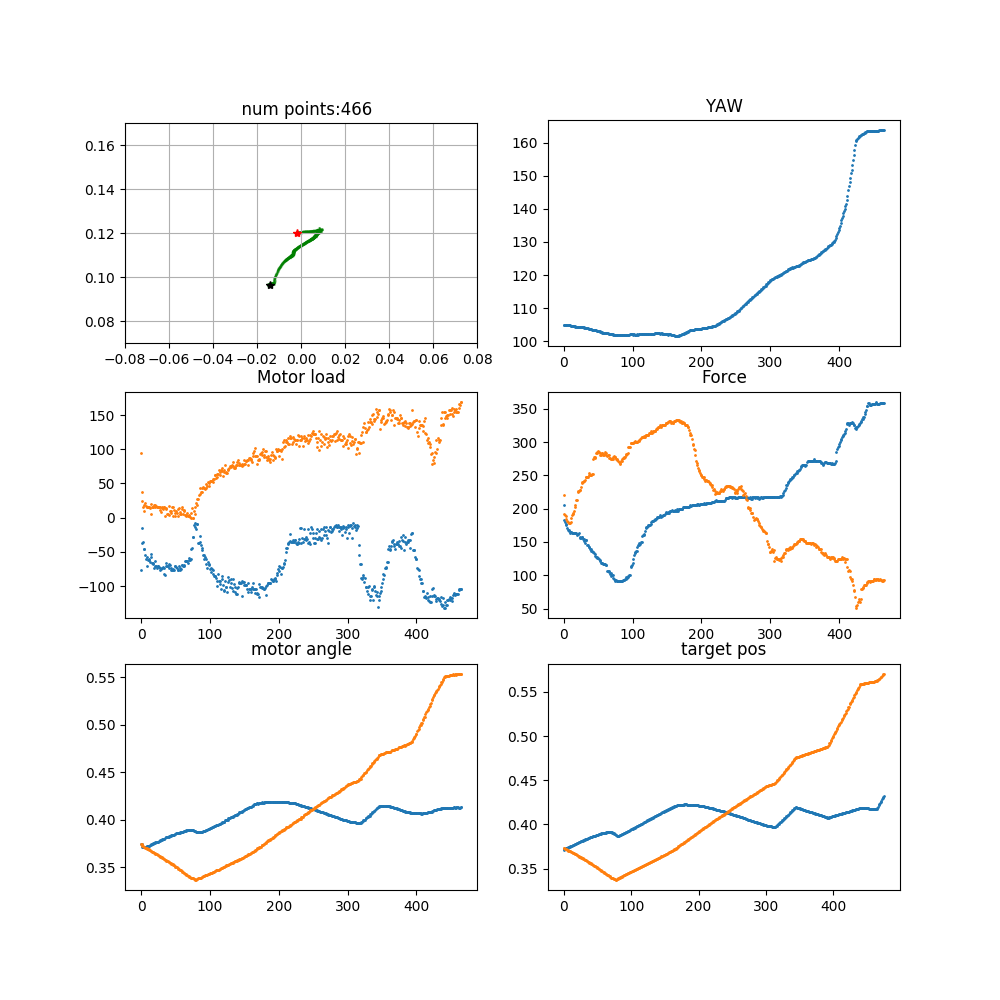 num points:466
YAW
0.16
0.14
0.12
0.10
0.08
−0.08 −0.06 −0.04 −0.02 0.00 0.02 0.04 0.06 0.08
160
150
140
130
120
110
100
0 100 200 300 400
Motor load
Force
150
100
50
0
−50
−100
0 100 200 300 400
350
300
250
200
150
100
50
0 100 200 300 400
motor angle
target pos
0.55
0.50
0.45
0.40
0.35
0 100 200 300 400
0.55
0.50
0.45
0.40
0.35
0 100 200 300 400